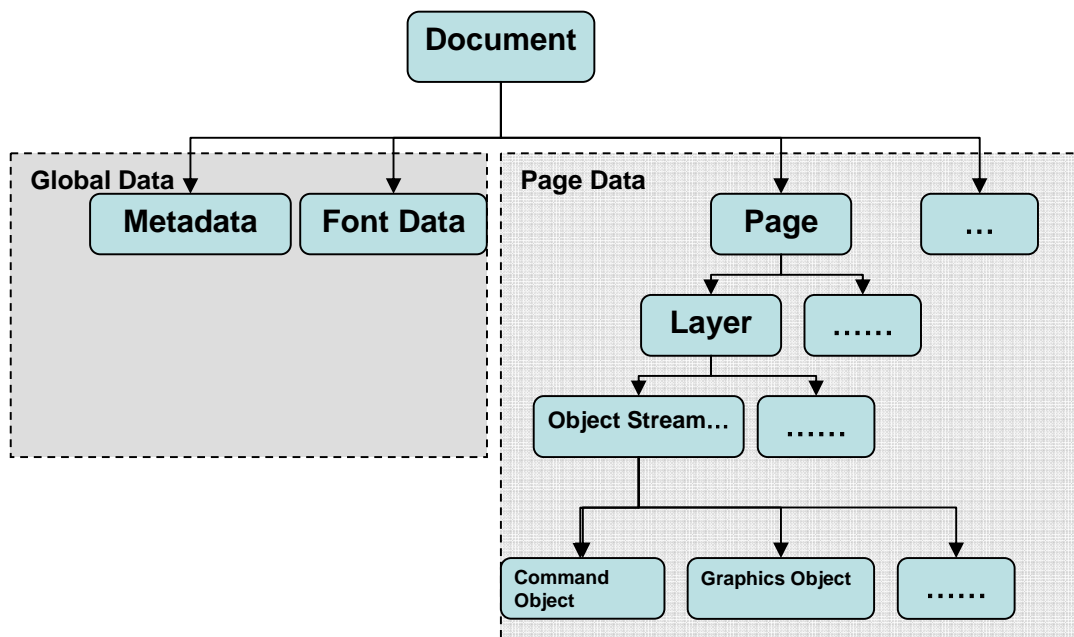 Document
Global Data
Page Data
Metadata
Font Data
Page
…
Layer
……
Object Stream…
……
Command
Object
Graphics Object
……